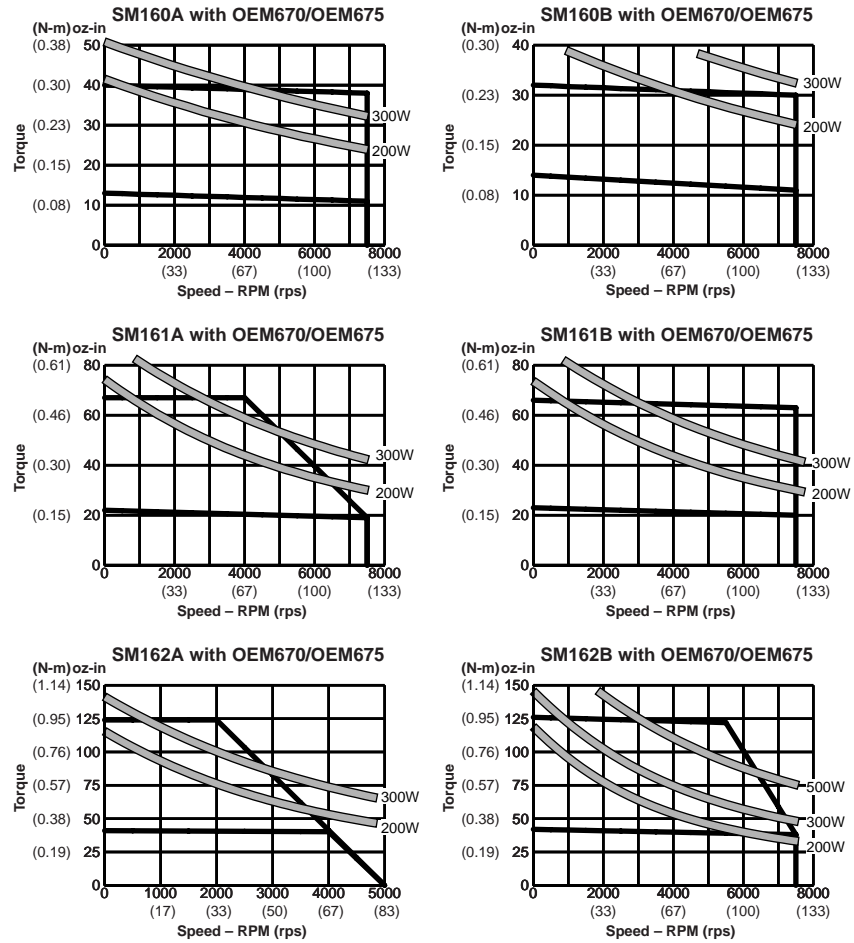 SM160A with OEM670/OEM675
(N-m) oz-in
(0.38) 50
(0.30) 40
(0.23) 30
(0.15) 20
(0.08) 10
0
Torque
300W
200W
0 2000 4000 6000 8000
(33) (67) (100) (133)
Speed – RPM (rps)
SM160B with OEM670/OEM675
(N-m) oz-in
(0.30) 40
(0.23) 30
(0.15) 20
(0.08) 10
0
Torque
300W
200W
0 2000 4000 6000 8000
(33) (67) (100) (133)
Speed – RPM (rps)
SM161A with OEM670/OEM675
(N-m) oz-in
(0.61) 80
(0.46) 60
(0.30) 40
(0.15) 20
0
Torque
300W
200W
0 2000 4000 6000 8000
(33) (67) (100) (133)
Speed – RPM (rps)
SM161B with OEM670/OEM675
(N-m) oz-in
(0.61) 80
(0.46) 60
(0.30) 40
(0.15) 20
0
Torque
300W
200W
0 2000 4000 6000 8000
(33) (67) (100) (133)
Speed – RPM (rps)
SM162A with OEM670/OEM675
(N-m) oz-in
(1.14) 150
(0.95) 125
(0.76) 100
(0.57) 75
(0.38) 50
(0.19) 25
0
Torque
300W
200W
0 1000 2000 3000 4000 5000
(17) (33) (50) (67) (83)
Speed – RPM (rps)
SM162B with OEM670/OEM675
(N-m) oz-in
(1.14) 150
(0.95) 125
(0.76) 100
(0.57) 75
(0.38) 50
(0.19) 25
0
Torque
500W
300W
200W
0 2000 4000 6000 8000
(33) (67) (100) (133)
Speed – RPM (rps)